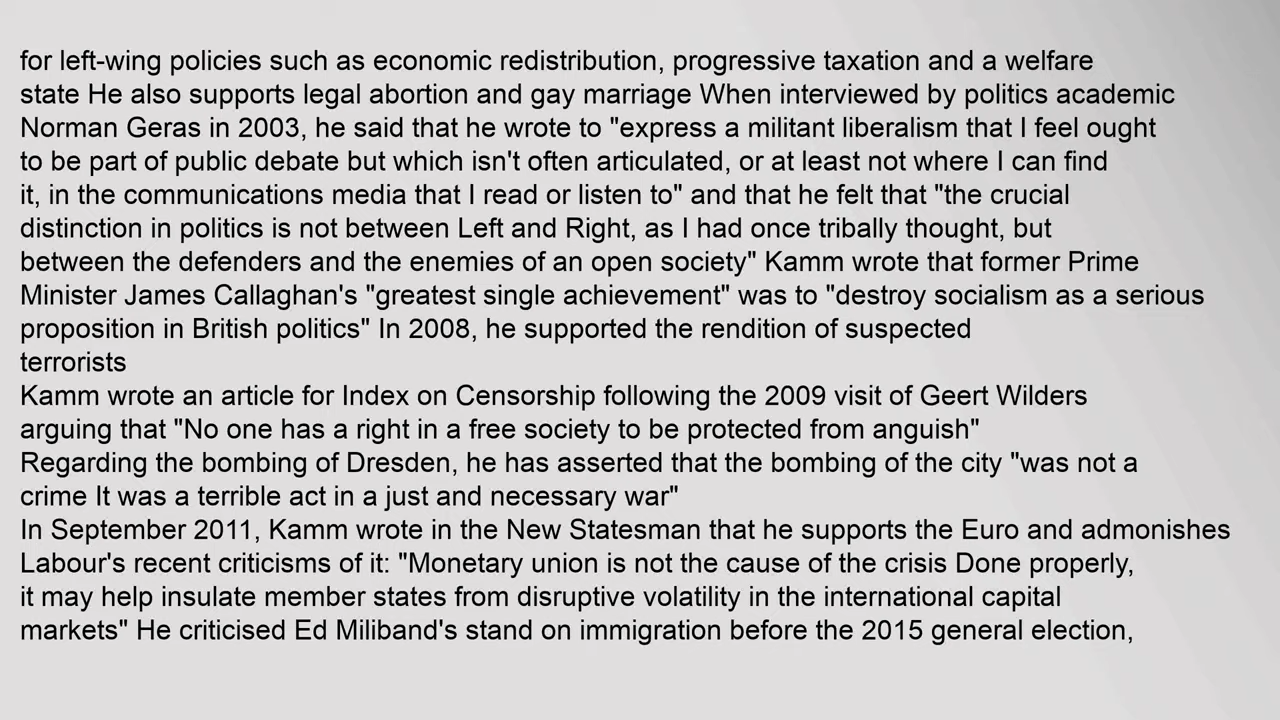 for left-wing policies such as economic redistribution, progressive taxation and a welfare
state He also supports legal abortion and gay marriage When interviewed by politics academic
Norman Geras in 2003, he said that he wrote to "express a militant liberalism that I feel ought
to be part of public debate but which isn't often articulated, or at least not where I can find
it, in the communications media that I read or listen to" and that he felt that "the crucial
distinction in politics is not between Left and Right, as I had once tribally thought, but
between the defenders and the enemies of an open society" Kamm wrote that former Prime
Minister James Callaghan's "greatest single achievement" was to "destroy socialism as a serious
proposition in British politics" In 2008, he supported the rendition of suspected
terrorists
Kamm wrote an article for Index on Censorship following the 2009 visit of Geert Wilders
arguing that "No one has a right in a free society to be protected from anguish"
Regarding the bombing of Dresden, he has asserted that the bombing of the city "was not a
crime It was a terrible act in a just and necessary war"
In September 2011, Kamm wrote in the New Statesman that he supports the Euro and admonishes
Labour's recent criticisms of it: "Monetary union is not the cause of the crisis Done properly,
it may help insulate member states from disruptive volatility in the international capital
markets" He criticised Ed Miliband's stand on immigration before the 2015 general election,